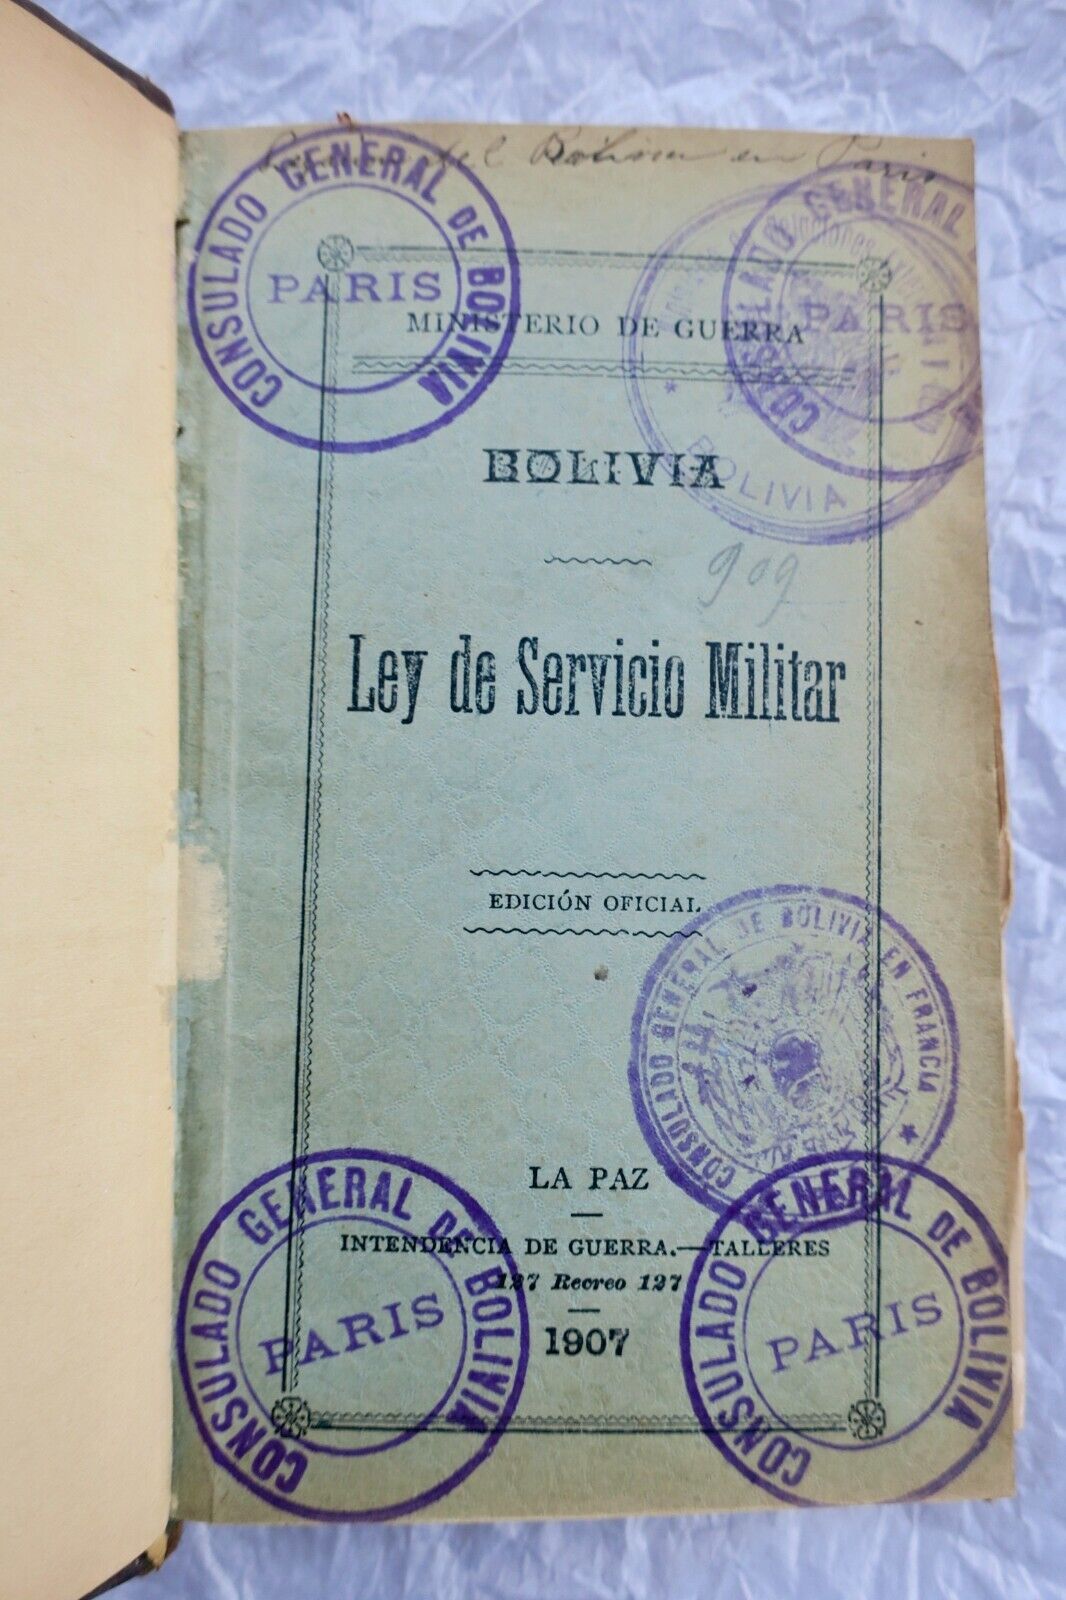 Bolivia en Paris
CONSULADO GENERAL DE BOLIVIA
PARIS
CONSULADO GENERAL
PARIS
Relaciones
BOLIVIA
MINISTERIO DE GUERRA
BOLIVIA
909
Ley de Servicio Militar
EDICIÓN OFICIAL
CONSULADO GENERAL DE BOLIVIA EN FRANCIA
LA PAZ
INTENDENCIA DE GUERRA.—TALLERES
127 Recreo 127
1907
CONSULADO GENERAL DE BOLIVIA
PARIS
CONSULADO GENERAL DE BOLIVIA
PARIS